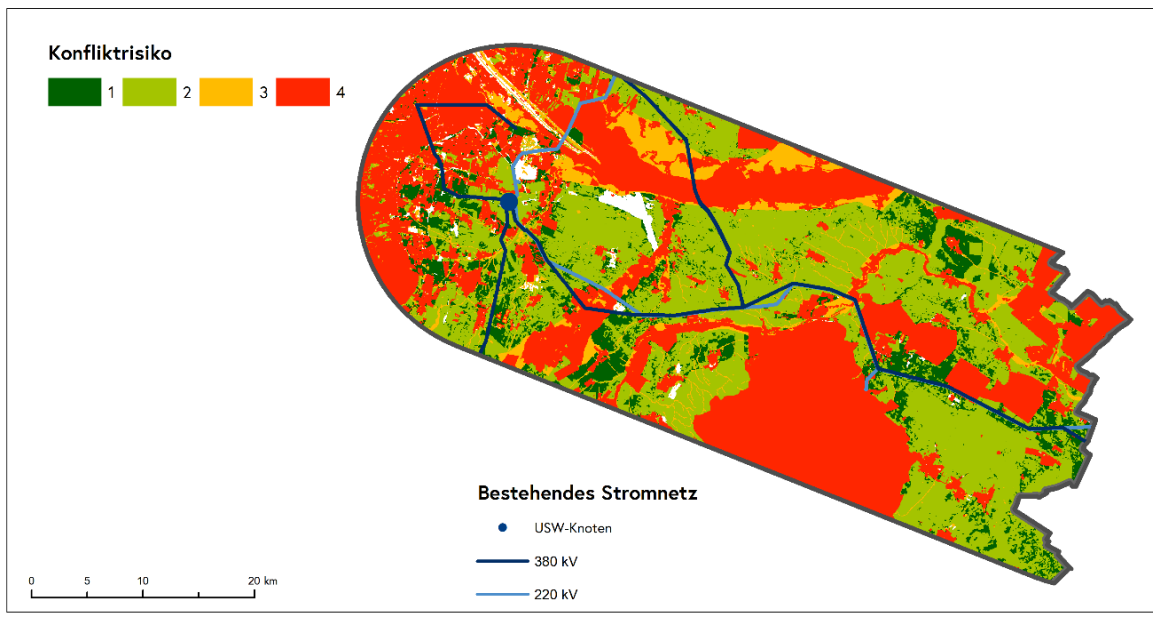 Konfliktrisiko
1 2 3 4
Bestehendes Stromnetz
USW-Knoten
380 kV
220 kV
0 5 10 20 km